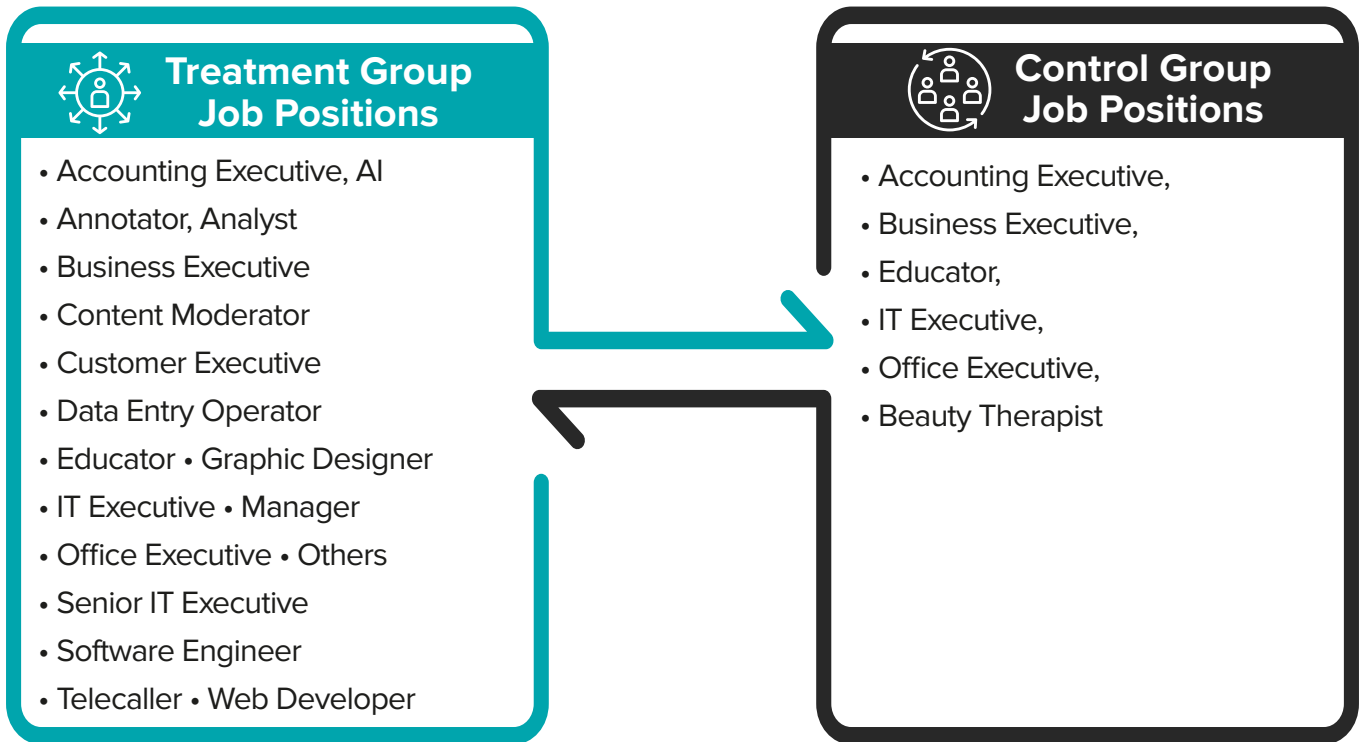 Treatment Group
Job Positions
• Accounting Executive, AI
• Annotator, Analyst
• Business Executive
• Content Moderator
• Customer Executive
• Data Entry Operator
• Educator • Graphic Designer
• IT Executive • Manager
• Office Executive • Others
• Senior IT Executive
• Software Engineer
• Telecaller • Web Developer
Control Group
Job Positions
• Accounting Executive,
• Business Executive,
• Educator,
• IT Executive,
• Office Executive,
• Beauty Therapist